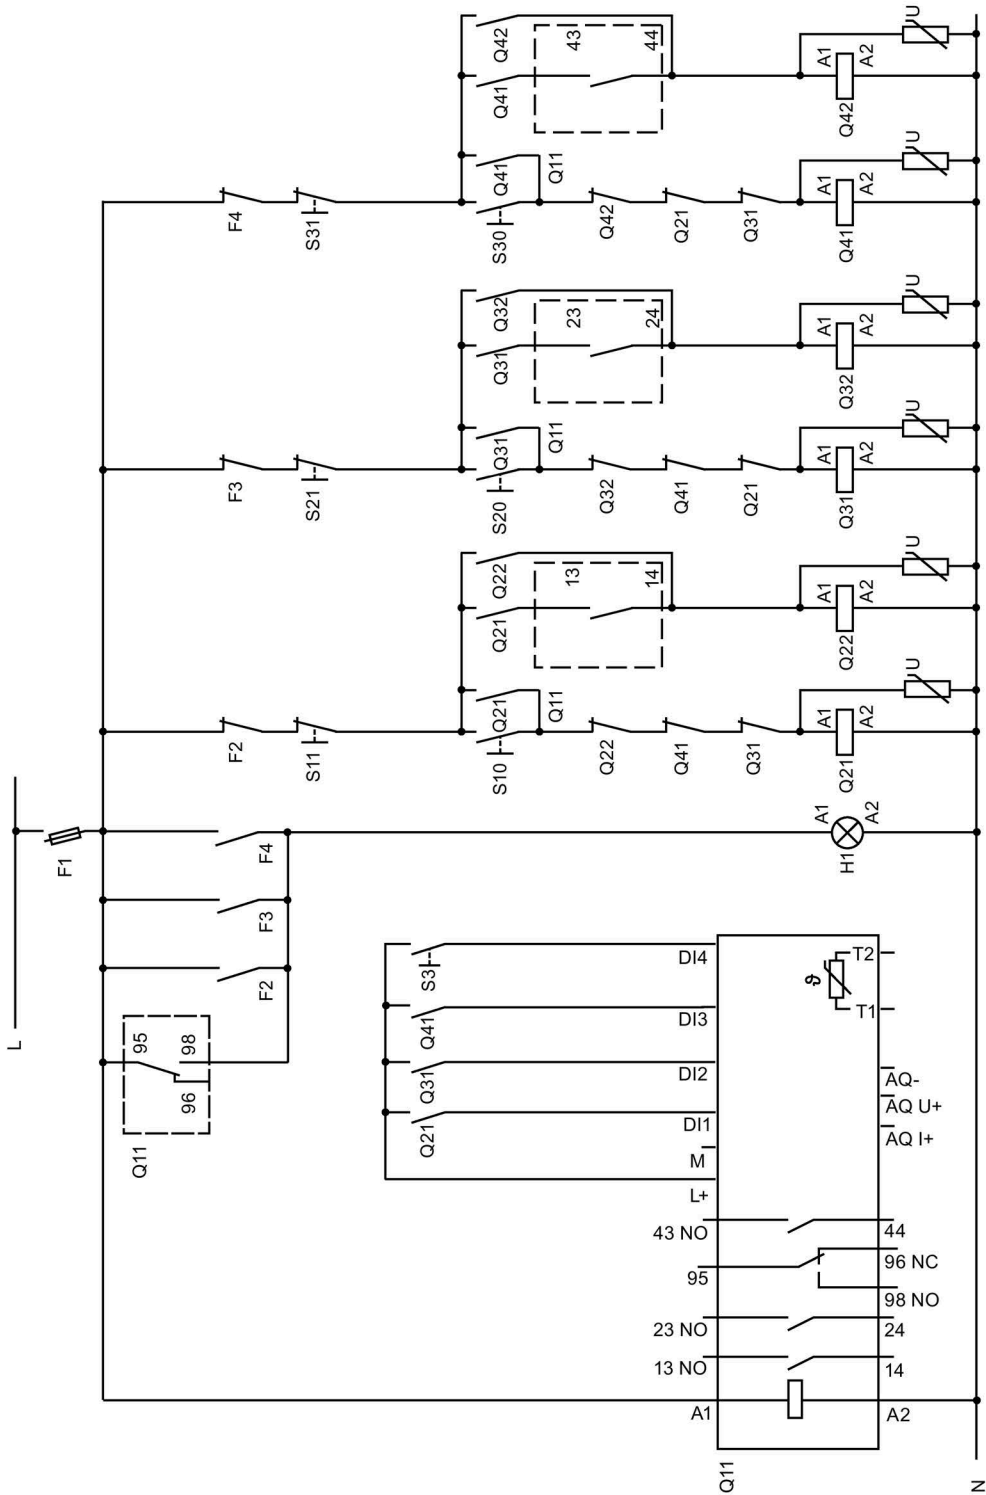 L
F1
F4
S31
Q42
Q41
43
44
Q41
Q11
S30
Q42
Q21
Q31
A1
A2
Q42
U
A1
A2
Q41
U
F3
S21
Q32
Q31
23
24
Q31
Q11
S20
Q32
Q41
Q21
A1
A2
Q32
U
A1
A2
Q31
U
F2
S11
Q22
Q21
13
14
Q21
Q11
S10
Q22
Q41
Q31
A1
A2
Q22
U
A1
A2
Q21
U
F4
F3
F2
95
98
96
Q11
A1
A2
H1
S3
Q41
Q31
Q21
DI4
DI3
DI2
DI1
M
L+
T2
ϑ
T1
AQ-
AQ U+
AQ I+
43 NO
44
95
96 NC
98 NO
23 NO
24
13 NO
14
A1
A2
Q11
N